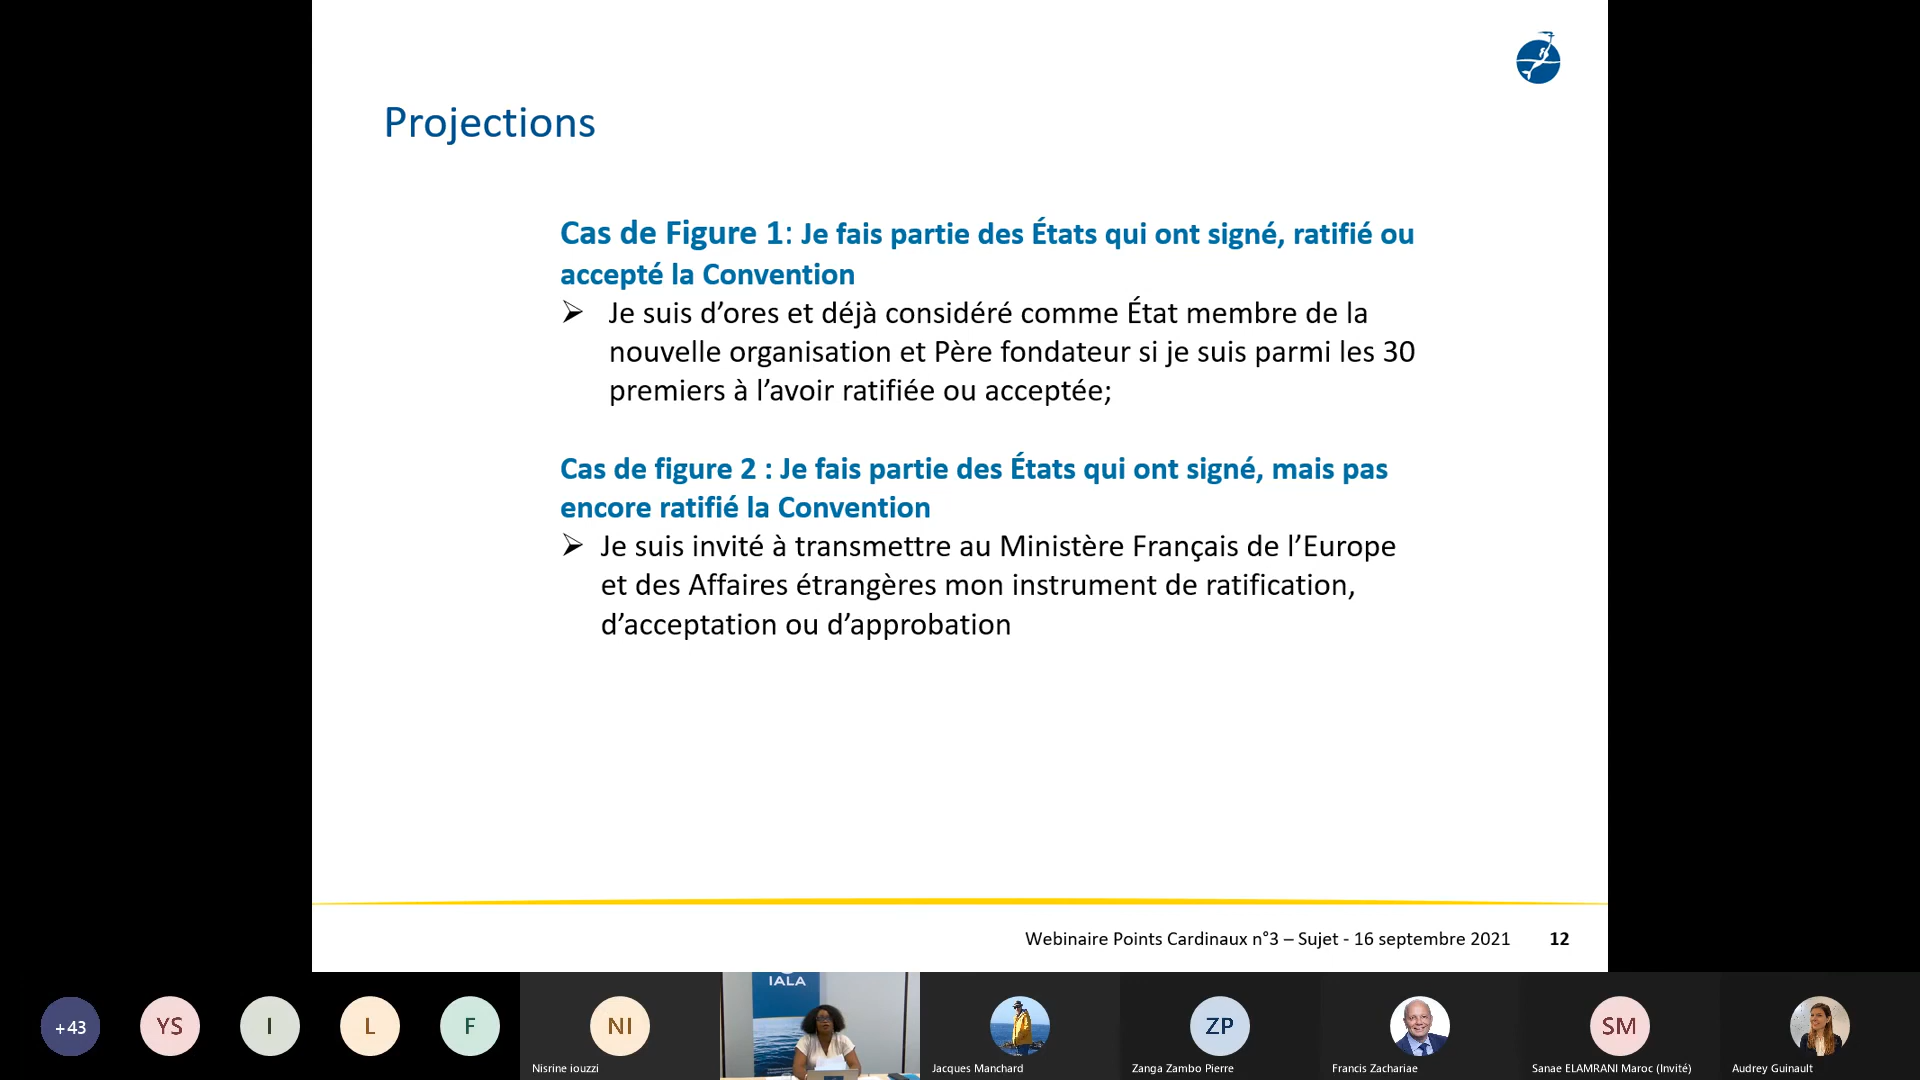 Projections
Cas de Figure 1: Je fais partie des États qui ont signé, ratifié ou
accepté la Convention
➢ Je suis d’ores et déjà considéré comme État membre de la
nouvelle organisation et Père fondateur si je suis parmi les 30
premiers à l’avoir ratifiée ou acceptée;
Cas de figure 2 : Je fais partie des États qui ont signé, mais pas
encore ratifié la Convention
➢ Je suis invité à transmettre au Ministère Français de l’Europe
et des Affaires étrangères mon instrument de ratification,
d’acceptation ou d’approbation
Webinaire Points Cardinaux n°3 – Sujet - 16 septembre 2021 12
IALA
+43 YS I L F NI ZP SM
Nisrine iouzzi Jacques Manchard Zanga Zambo Pierre Francis Zachariae Sanae ELAMRANI Maroc (Invité) Audrey Guinault